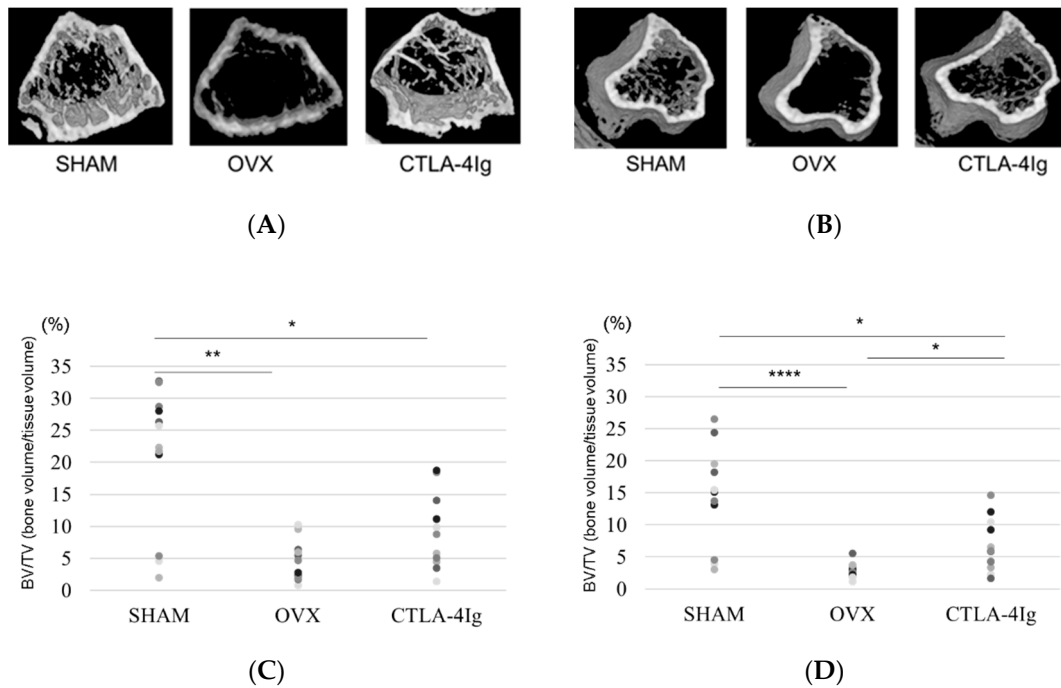 SHAM OVX CTLA-4Ig
SHAM OVX CTLA-4Ig
(A)
(B)
(%)
*
**
BV/TV (bone volume/tissue volume)
35
30
25
20
15
10
5
0
SHAM OVX CTLA-4Ig
(C)
(%)
*
*
****
BV/TV (bone volume/tissue volume)
35
30
25
20
15
10
5
0
SHAM OVX CTLA-4Ig
(D)